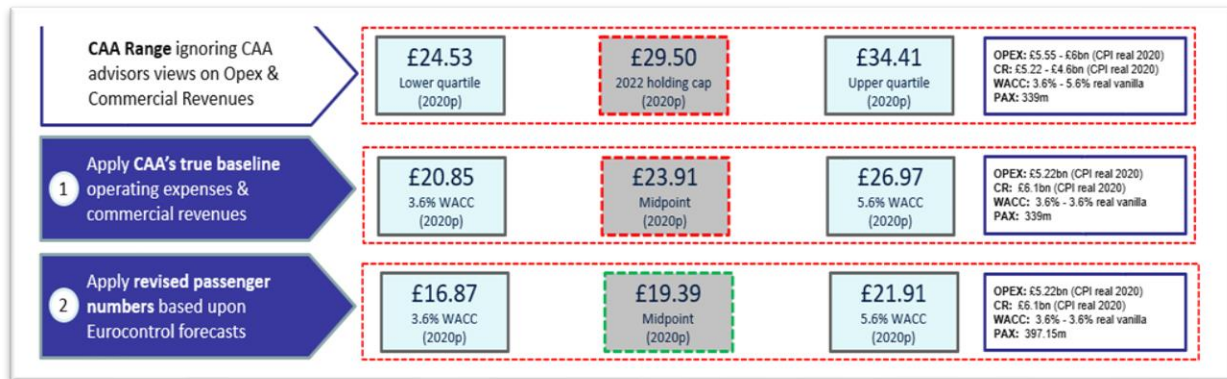 CAA Range ignoring CAA
advisors views on Opex &
Commercial Revenues
£24.53
Lower quartile
(2020p)
£29.50
2022 holding cap
(2020p)
£34.41
Upper quartile
(2020p)
OPEX: £5.55 - £6bn (CPI real 2020)
CR: £5.22 - £4.6bn (CPI real 2020)
WACC: 3.6% - 5.6% real vanilla
PAX: 339m
1
Apply CAA's true baseline
operating expenses &
commercial revenues
£20.85
3.6% WACC
(2020p)
£23.91
Midpoint
(2020p)
£26.97
5.6% WACC
(2020p)
OPEX: £5.22bn (CPI real 2020)
CR: £6.1bn (CPI real 2020)
WACC: 3.6% - 3.6% real vanilla
PAX: 339m
2
Apply revised passenger
numbers based upon
Eurocontrol forecasts
£16.87
3.6% WACC
(2020p)
£19.39
Midpoint
(2020p)
£21.91
5.6% WACC
(2020p)
OPEX: £5.22bn (CPI real 2020)
CR: £6.1bn (CPI real 2020)
WACC: 3.6% - 3.6% real vanilla
PAX: 397.15m